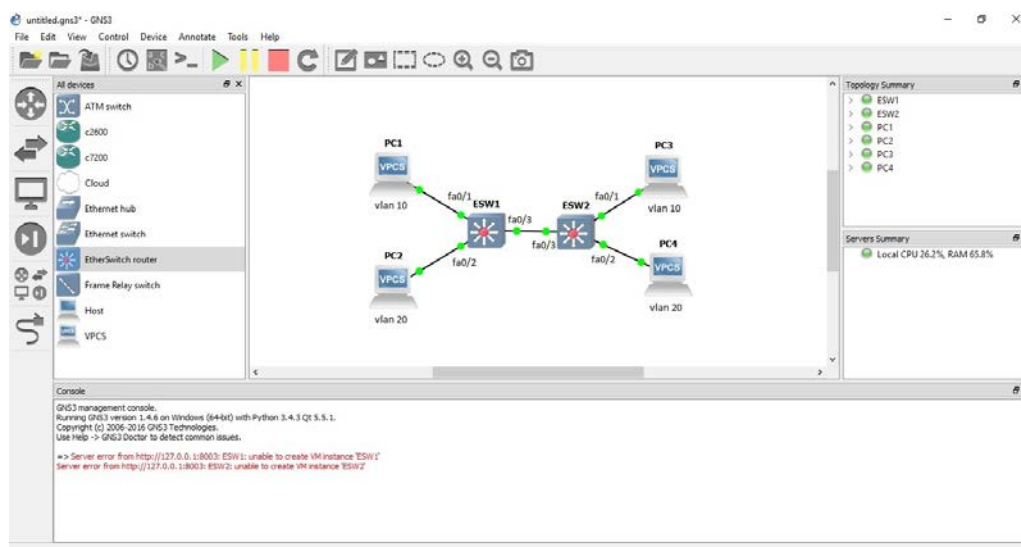 untitled.gns3* - GNS3
File Edit View Control Device Annotate Tools Help
All devices
ATM switch
c2600
c7200
Cloud
Ethernet hub
Ethernet switch
EtherSwitch router
Frame Relay switch
Host
VPCS
PC1
VPCS
vlan 10
fa0/1
ESW1
fa0/3
PC2
VPCS
fa0/2
vlan 20
PC3
VPCS
fa0/1
vlan 10
ESW2
fa0/3
PC4
VPCS
fa0/2
vlan 20
Topology Summary
ESW1
ESW2
PC1
PC2
PC3
PC4
Servers Summary
Local CPU 26.2%, RAM 65.8%
Console
GNS3 management console.
Running GNS3 version 1.4.6 on Windows (64-bit) with Python 3.4.3 Qt 5.5.1.
Copyright (c) 2006-2016 GNS3 Technologies.
Use Help -> GNS3 Doctor to detect common issues.
=> Server error from http://127.0.0.1:8003: ESW1: unable to create VM instance 'ESW1'
Server error from http://127.0.0.1:8003: ESW2: unable to create VM instance 'ESW2'